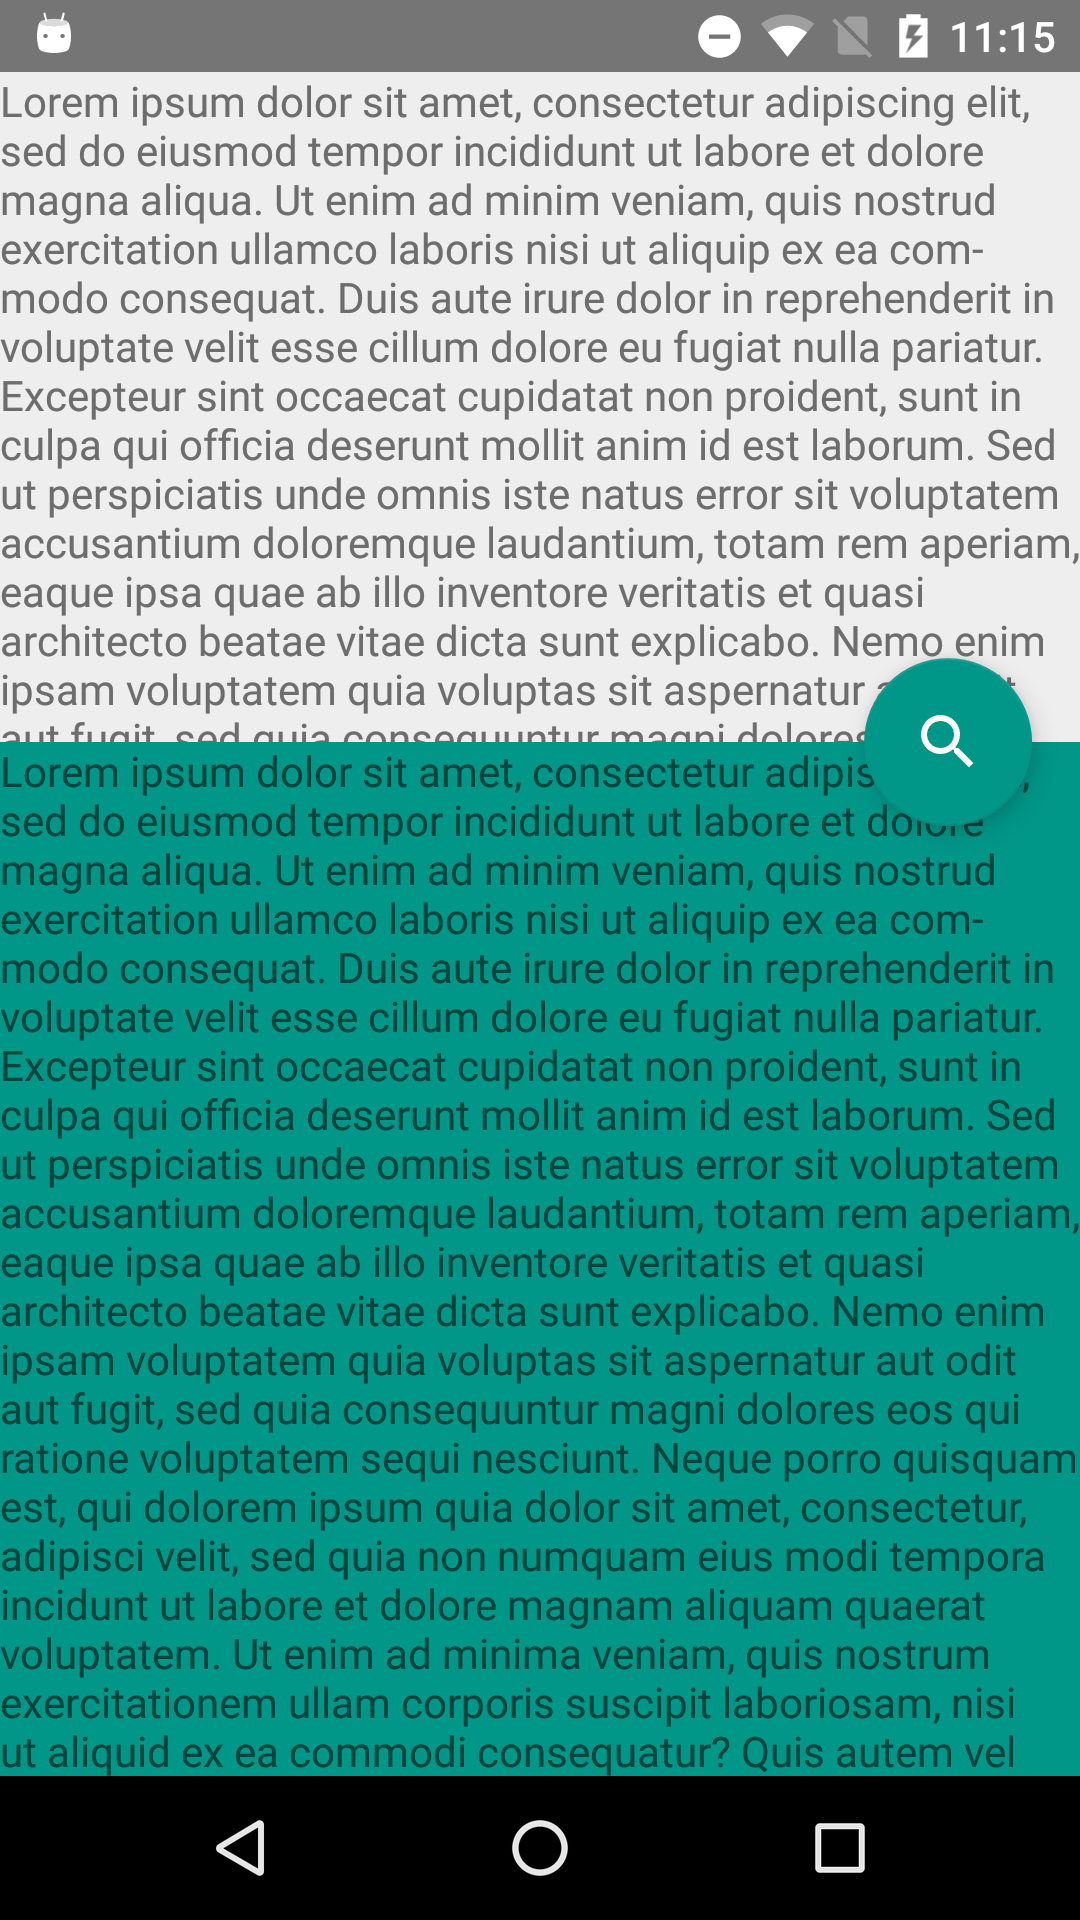 11:15
Lorem ipsum dolor sit amet, consectetur adipiscing elit,
sed do eiusmod tempor incididunt ut labore et dolore
magna aliqua. Ut enim ad minim veniam, quis nostrud
exercitation ullamco laboris nisi ut aliquip ex ea com-
modo consequat. Duis aute irure dolor in reprehenderit in
voluptate velit esse cillum dolore eu fugiat nulla pariatur.
Excepteur sint occaecat cupidatat non proident, sunt in
culpa qui officia deserunt mollit anim id est laborum. Sed
ut perspiciatis unde omnis iste natus error sit voluptatem
accusantium doloremque laudantium, totam rem aperiam,
eaque ipsa quae ab illo inventore veritatis et quasi
architecto beatae vitae dicta sunt explicabo. Nemo enim
ipsam voluptatem quia voluptas sit aspernatur
aut fugit, sed quia consequuntur magni dolores
Lorem ipsum dolor sit amet, consectetur
sed do eiusmod tempor incididunt ut labore et dolore
magna aliqua. Ut enim ad minim veniam, quis nostrud
exercitation ullamco laboris nisi ut aliquip ex ea com-
modo consequat. Duis aute irure dolor in reprehenderit in
voluptate velit esse cillum dolore eu fugiat nulla pariatur.
Excepteur sint occaecat cupidatat non proident, sunt in
culpa qui officia deserunt mollit anim id est laborum. Sed
ut perspiciatis unde omnis iste natus error sit voluptatem
accusantium doloremque laudantium, totam rem aperiam,
eaque ipsa quae ab illo inventore veritatis et quasi
architecto beatae vitae dicta sunt explicabo. Nemo enim
ipsam voluptatem quia voluptas sit aspernatur aut odit
aut fugit, sed quia consequuntur magni dolores eos qui
ratione voluptatem sequi nesciunt. Neque porro quisquam
est, qui dolorem ipsum quia dolor sit amet, consectetur,
adipisci velit, sed quia non numquam eius modi tempora
incidunt ut labore et dolore magnam aliquam quaerat
voluptatem. Ut enim ad minima veniam, quis nostrum
exercitationem ullam corporis suscipit laboriosam, nisi
ut aliquid ex ea commodi consequatur? Quis autem vel